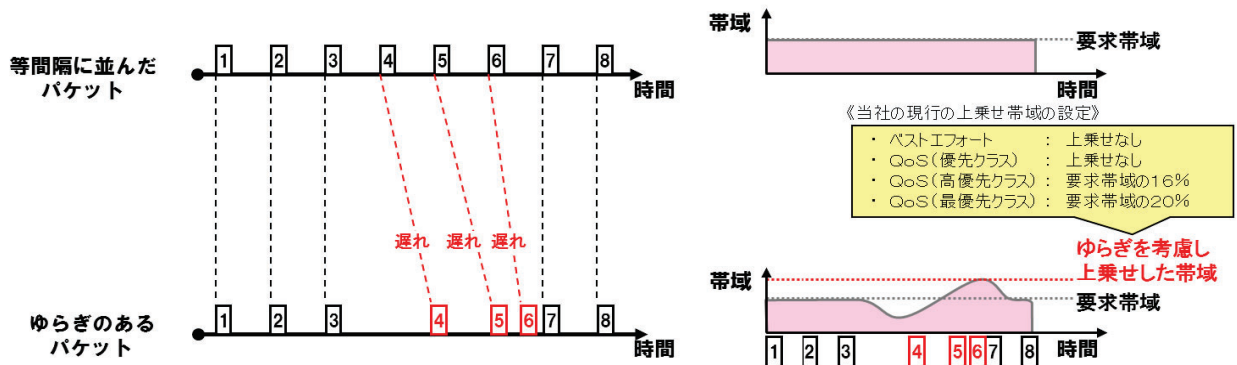 等間隔に並んだ
パケット
1 2 3 4 5 6 7 8
時間
遅れ 遅れ 遅れ
ゆらぎのある
パケット
1 2 3 4 5 6 7 8
時間
帯域
要求帯域
時間
《当社の現行の上乗せ帯域の設定》
・ ベストエフォート : 上乗せなし
・ QoS(優先クラス) : 上乗せなし
・ QoS(高優先クラス) : 要求帯域の16%
・ QoS(最優先クラス) : 要求帯域の20%
ゆらぎを考慮し
上乗せした帯域
帯域
要求帯域
1 2 3 4 5 6 7 8
時間